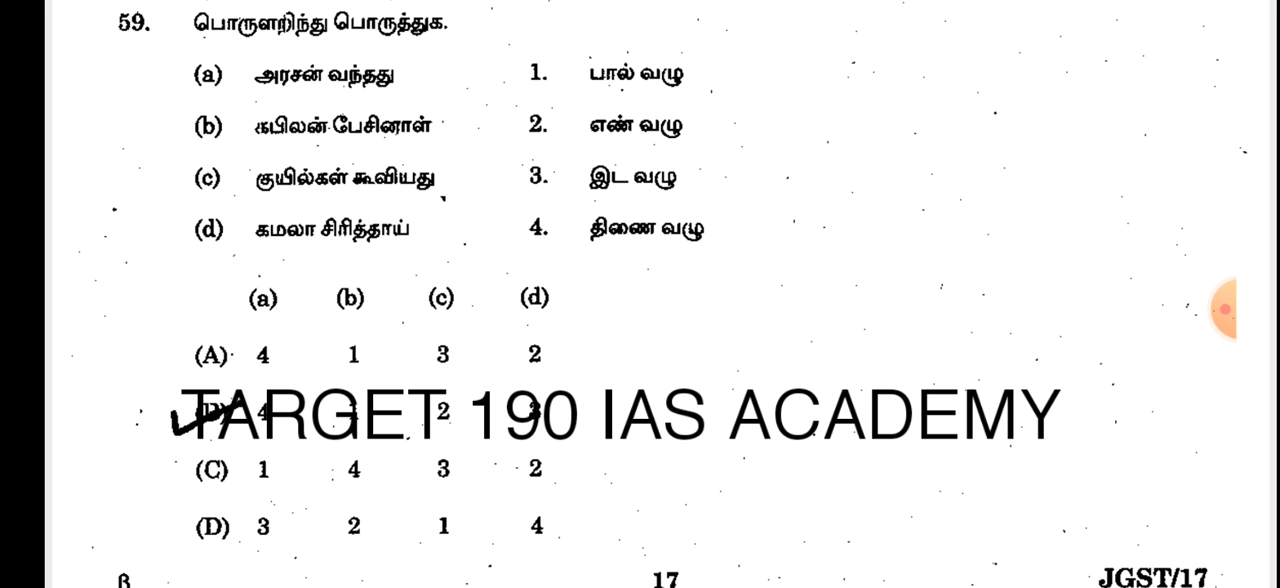 59. பொருளறிந்து பொருத்துக.
(a) அரசன் வந்தது 1. பால் வழு
(b) கபிலன் பேசினாள் 2. எண் வழு
(c) குயில்கள் கூவியது 3. இட வழு
(d) கமலா சிரித்தாய் 4. திணை வழு
(a) (b) (c) (d)
(A) 4 1 3 2
4 2
TARGET 190 IAS ACADEMY
(C) 1 4 3 2
(D) 3 2 1 4
β 17 JGST/17